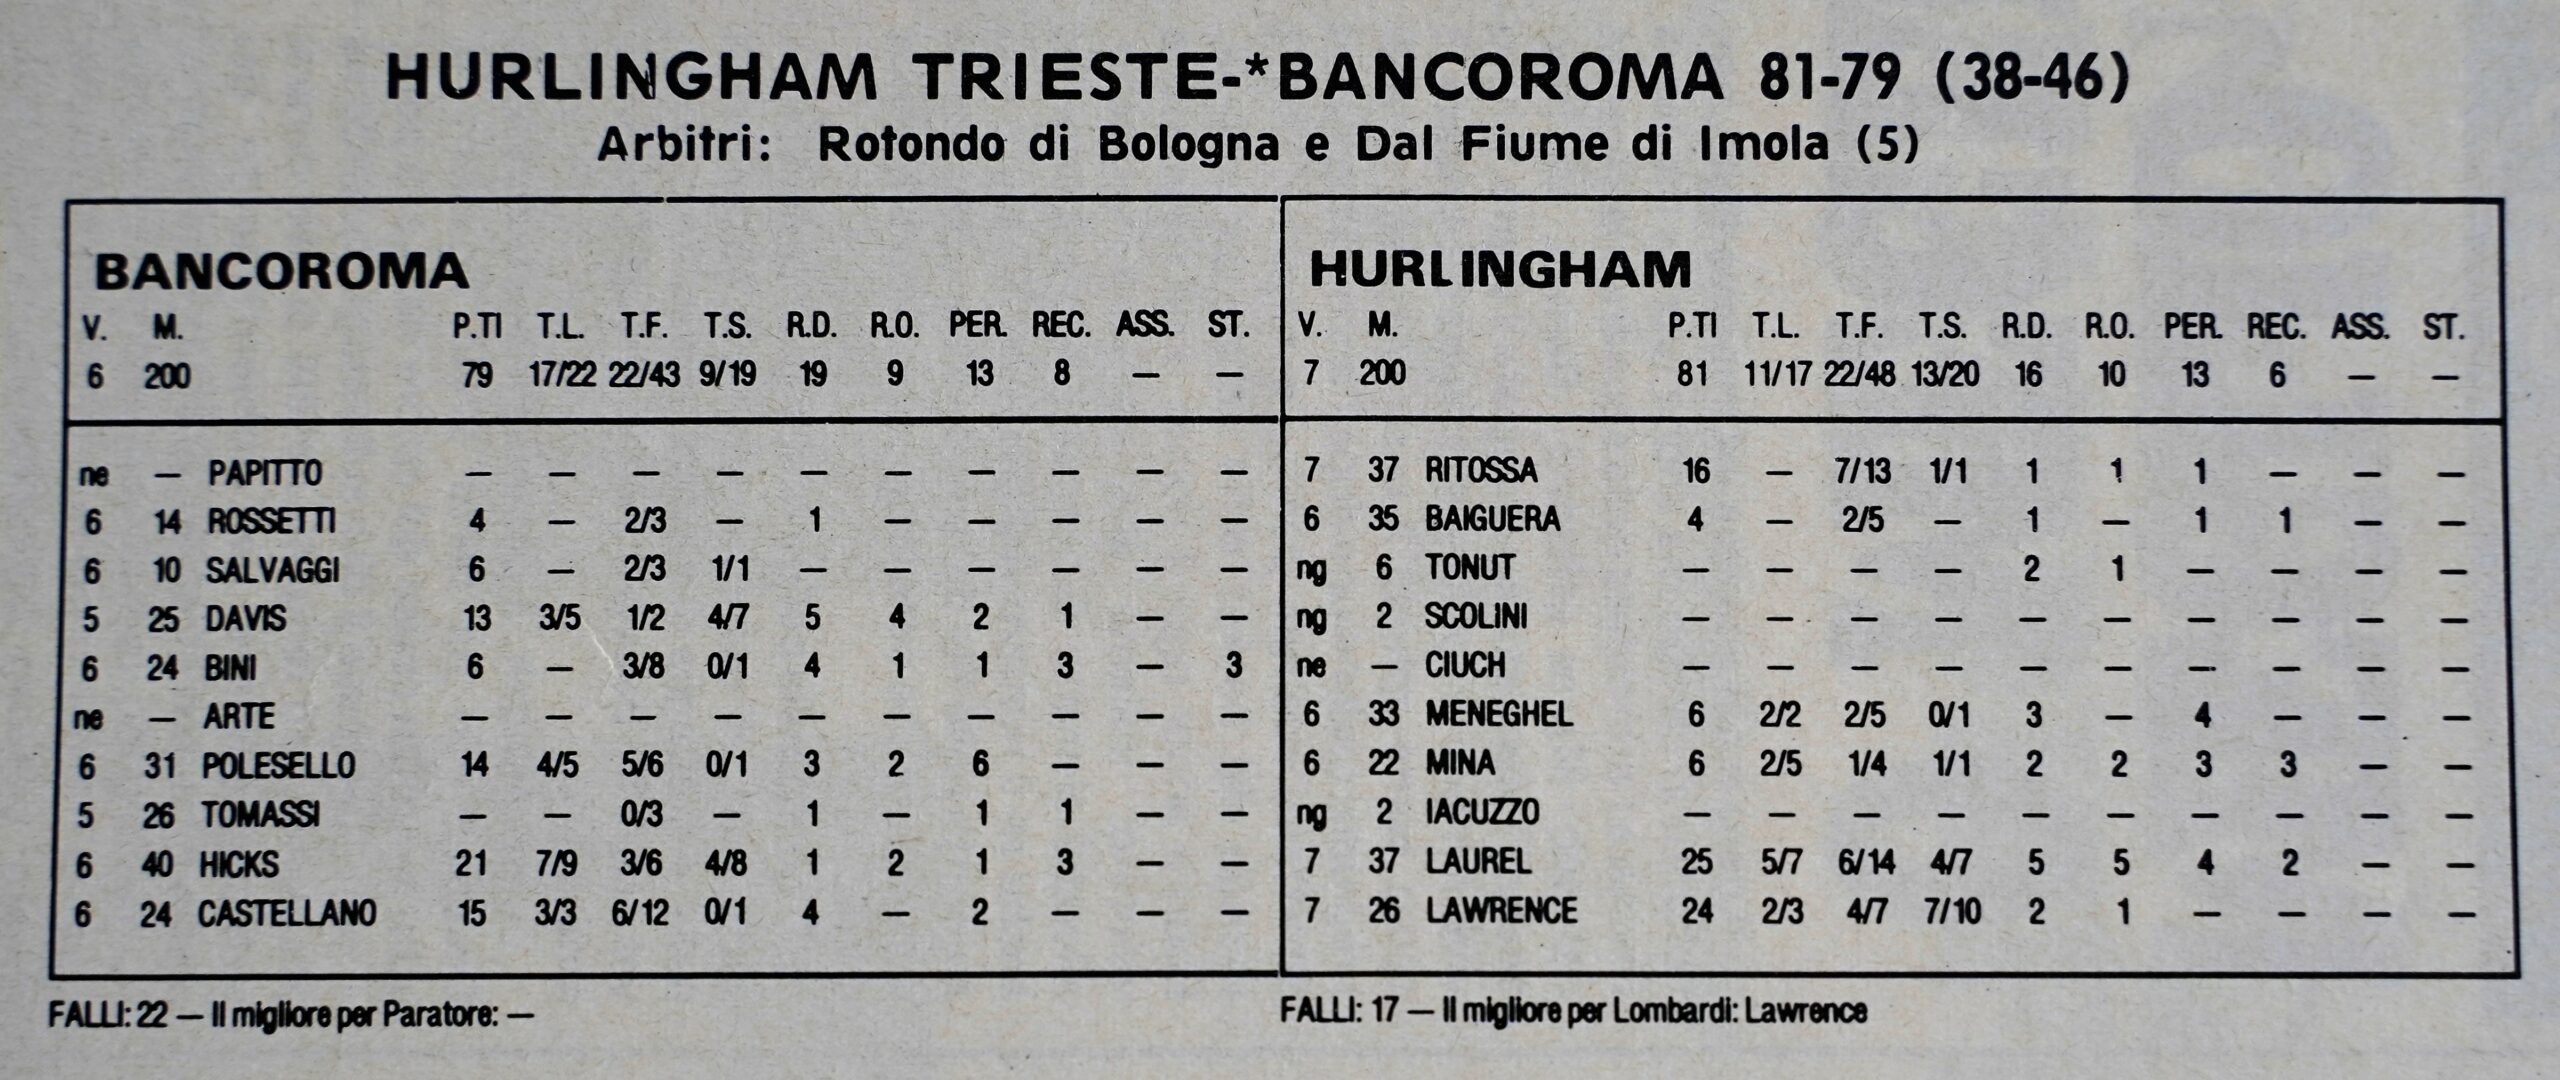 HURLINGHAM TRIESTE-*BANCOROMA 81-79 (38-46)
Arbitri: Rotondo di Bologna e Dal Fiume di Imola (5)
BANCOROMA
V. M. P.TI T.L. T.F. T.S. R.D. R.O. PER. REC. ASS. ST.
6 200 79 17/22 22/43 9/19 19 9 13 8 — —
ne — PAPITTO — — — — — — — — — —
6 14 ROSSETTI 4 — 2/3 — 1 — — — — —
6 10 SALVAGGI 6 — 2/3 1/1 — — — — — —
5 25 DAVIS 13 3/5 1/2 4/7 5 4 2 1 — —
6 24 BINI 6 — 3/8 0/1 4 1 1 3 — 3
ne — ARTE — — — — — — — — — —
6 31 POLESELLO 14 4/5 5/6 0/1 3 2 6 — — —
5 26 TOMASSI — — 0/3 — 1 — 1 1 — —
6 40 HICKS 21 7/9 3/6 4/8 1 2 1 3 — —
6 24 CASTELLANO 15 3/3 6/12 0/1 4 — 2 — — —
FALLI: 22 — Il migliore per Paratore: —
HURLINGHAM
V. M. P.TI T.L. T.F. T.S. R.D. R.O. PER. REC. ASS. ST.
7 200 81 11/17 22/48 13/20 16 10 13 6 — —
7 37 RITOSSA 16 — 7/13 1/1 1 1 1 — — —
6 35 BAIGUERA 4 — 2/5 — 1 — 1 1 — —
ng 6 TONUT — — — — 2 1 — — — —
ng 2 SCOLINI — — — — — — — — — —
ne — CIUCH — — — — — — — — — —
6 33 MENEGHEL 6 2/2 2/5 0/1 3 — 4 — — —
6 22 MINA 6 2/5 1/4 1/1 2 2 3 3 — —
ng 2 IACUZZO — — — — — — — — — —
7 37 LAUREL 25 5/7 6/14 4/7 5 5 4 2 — —
7 26 LAWRENCE 24 2/3 4/7 7/10 2 1 — — — —
FALLI: 17 — Il migliore per Lombardi: Lawrence